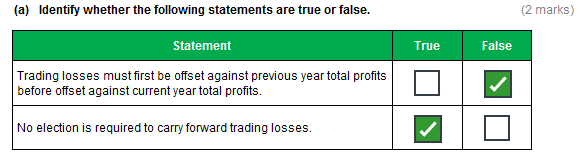 (a) Identify whether the following statements are true or false. (2 marks)
Statement True False
Trading losses must first be offset against previous year total profits
before offset against current year total profits.
No election is required to carry forward trading losses.